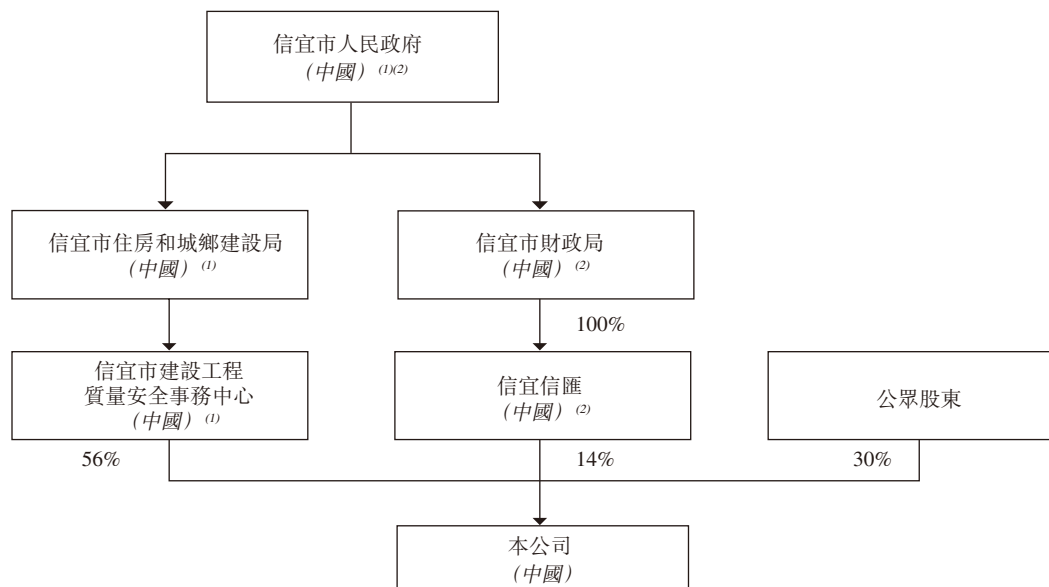 信宜市人民政府
（中國）(1)(2)
信宜市住房和城鄉建設局
（中國）(1)
信宜市財政局
（中國）(2)
100%
信宜市建設工程
質量安全事務中心
（中國）(1)
信宜信匯
（中國）(2)
公眾股東
56%
14%
30%
本公司
（中國）